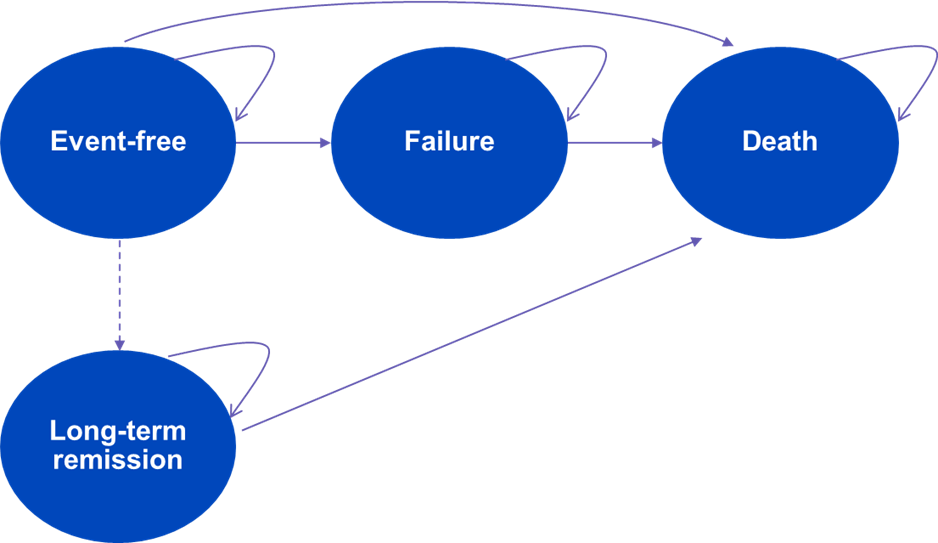 Event-free
Failure
Death
Long-term
remission